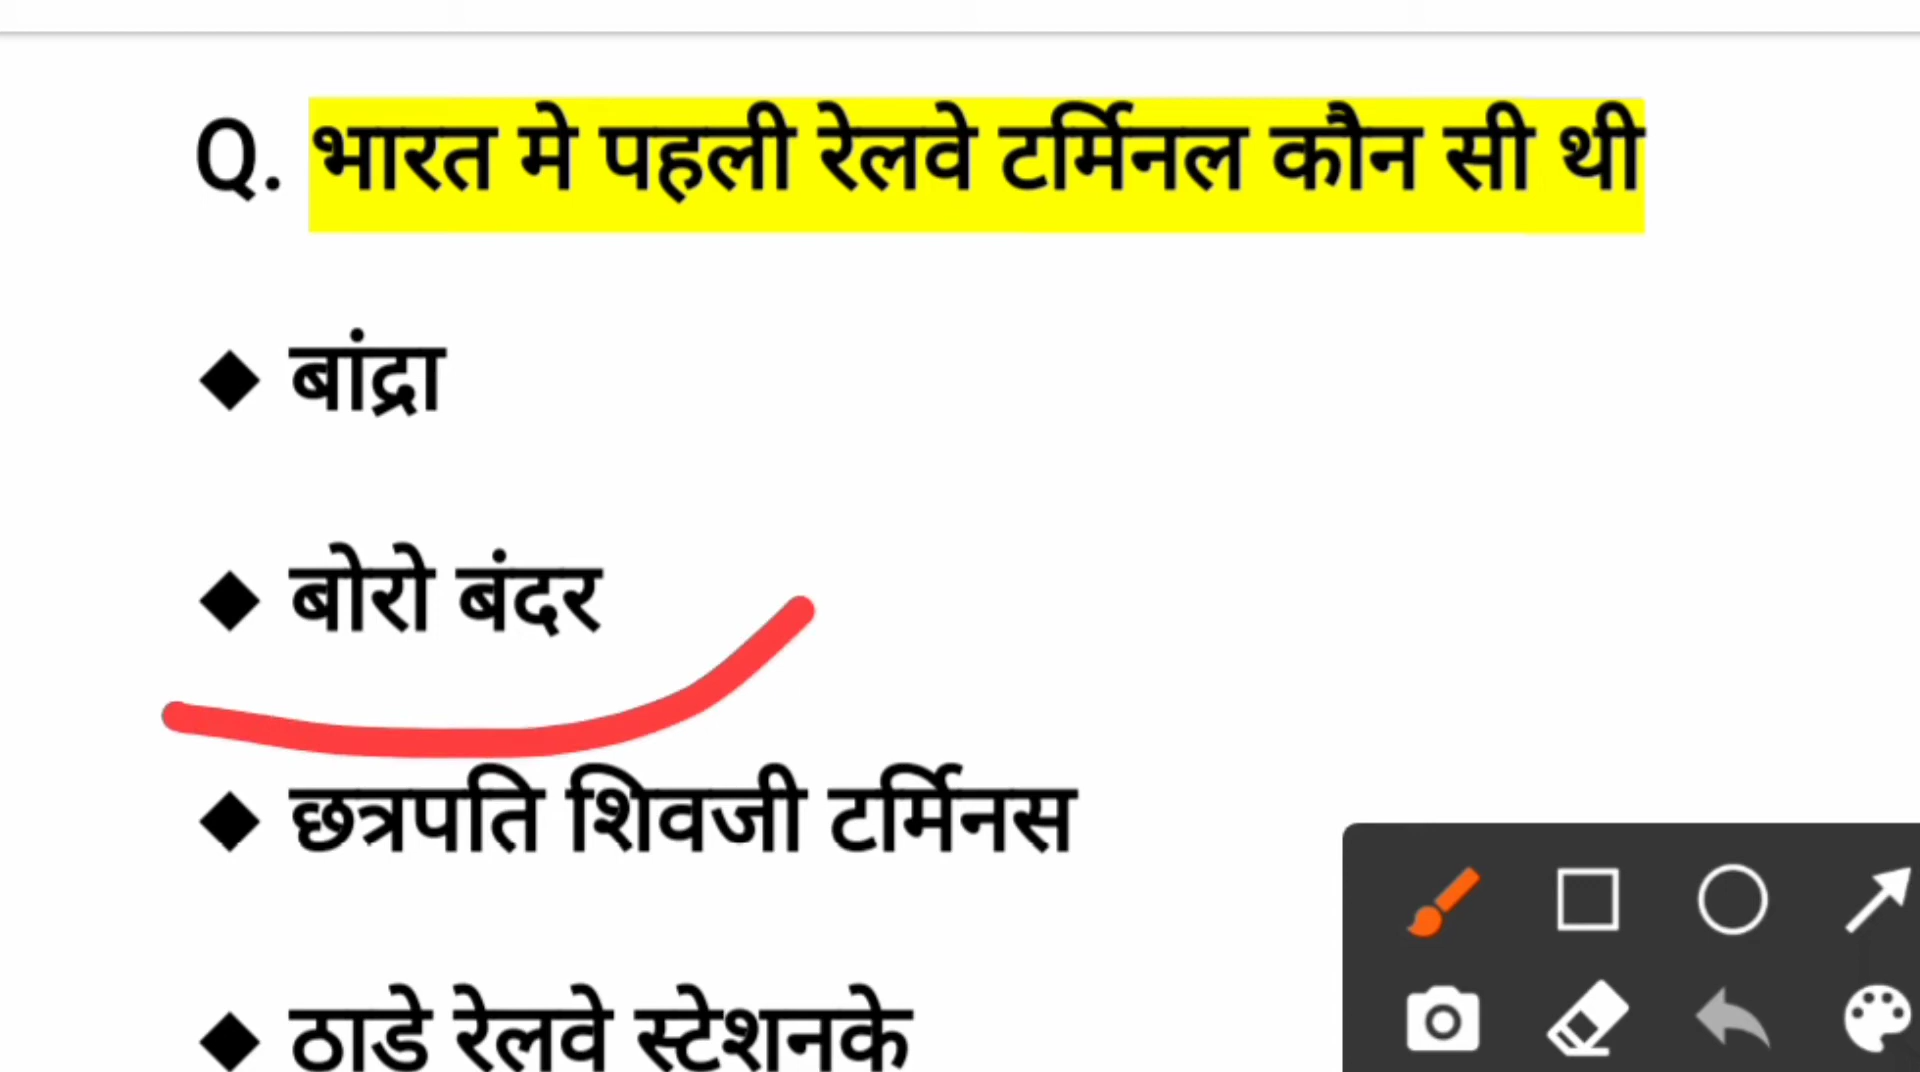 Q. भारत मे पहली रेलवे टर्मिनल कौन सी थी
◆ बांद्रा
◆ बोरो बंदर
◆ छत्रपति शिवजी टर्मिनस
◆ ठाडे रेलवे स्टेशनके